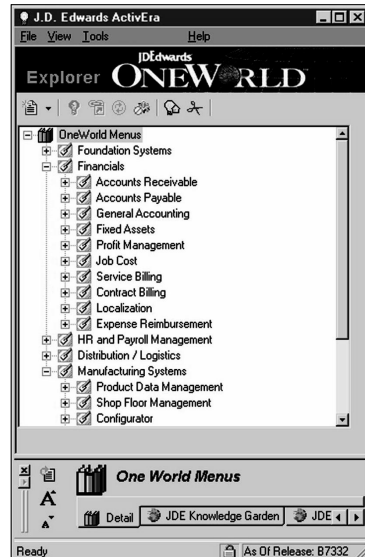 J.D. Edwards ActivEra
File View Tools Help
JDEdwards
Explorer ONEWORLD
OneWorld Menus
Foundation Systems
Financials
Accounts Receivable
Accounts Payable
General Accounting
Fixed Assets
Profit Management
Job Cost
Service Billing
Contract Billing
Localization
Expense Reimbursement
HR and Payroll Management
Distribution / Logistics
Manufacturing Systems
Product Data Management
Shop Floor Management
Configurator
One World Menus
Detail JDE Knowledge Garden JDE
Ready As Of Release: B7332